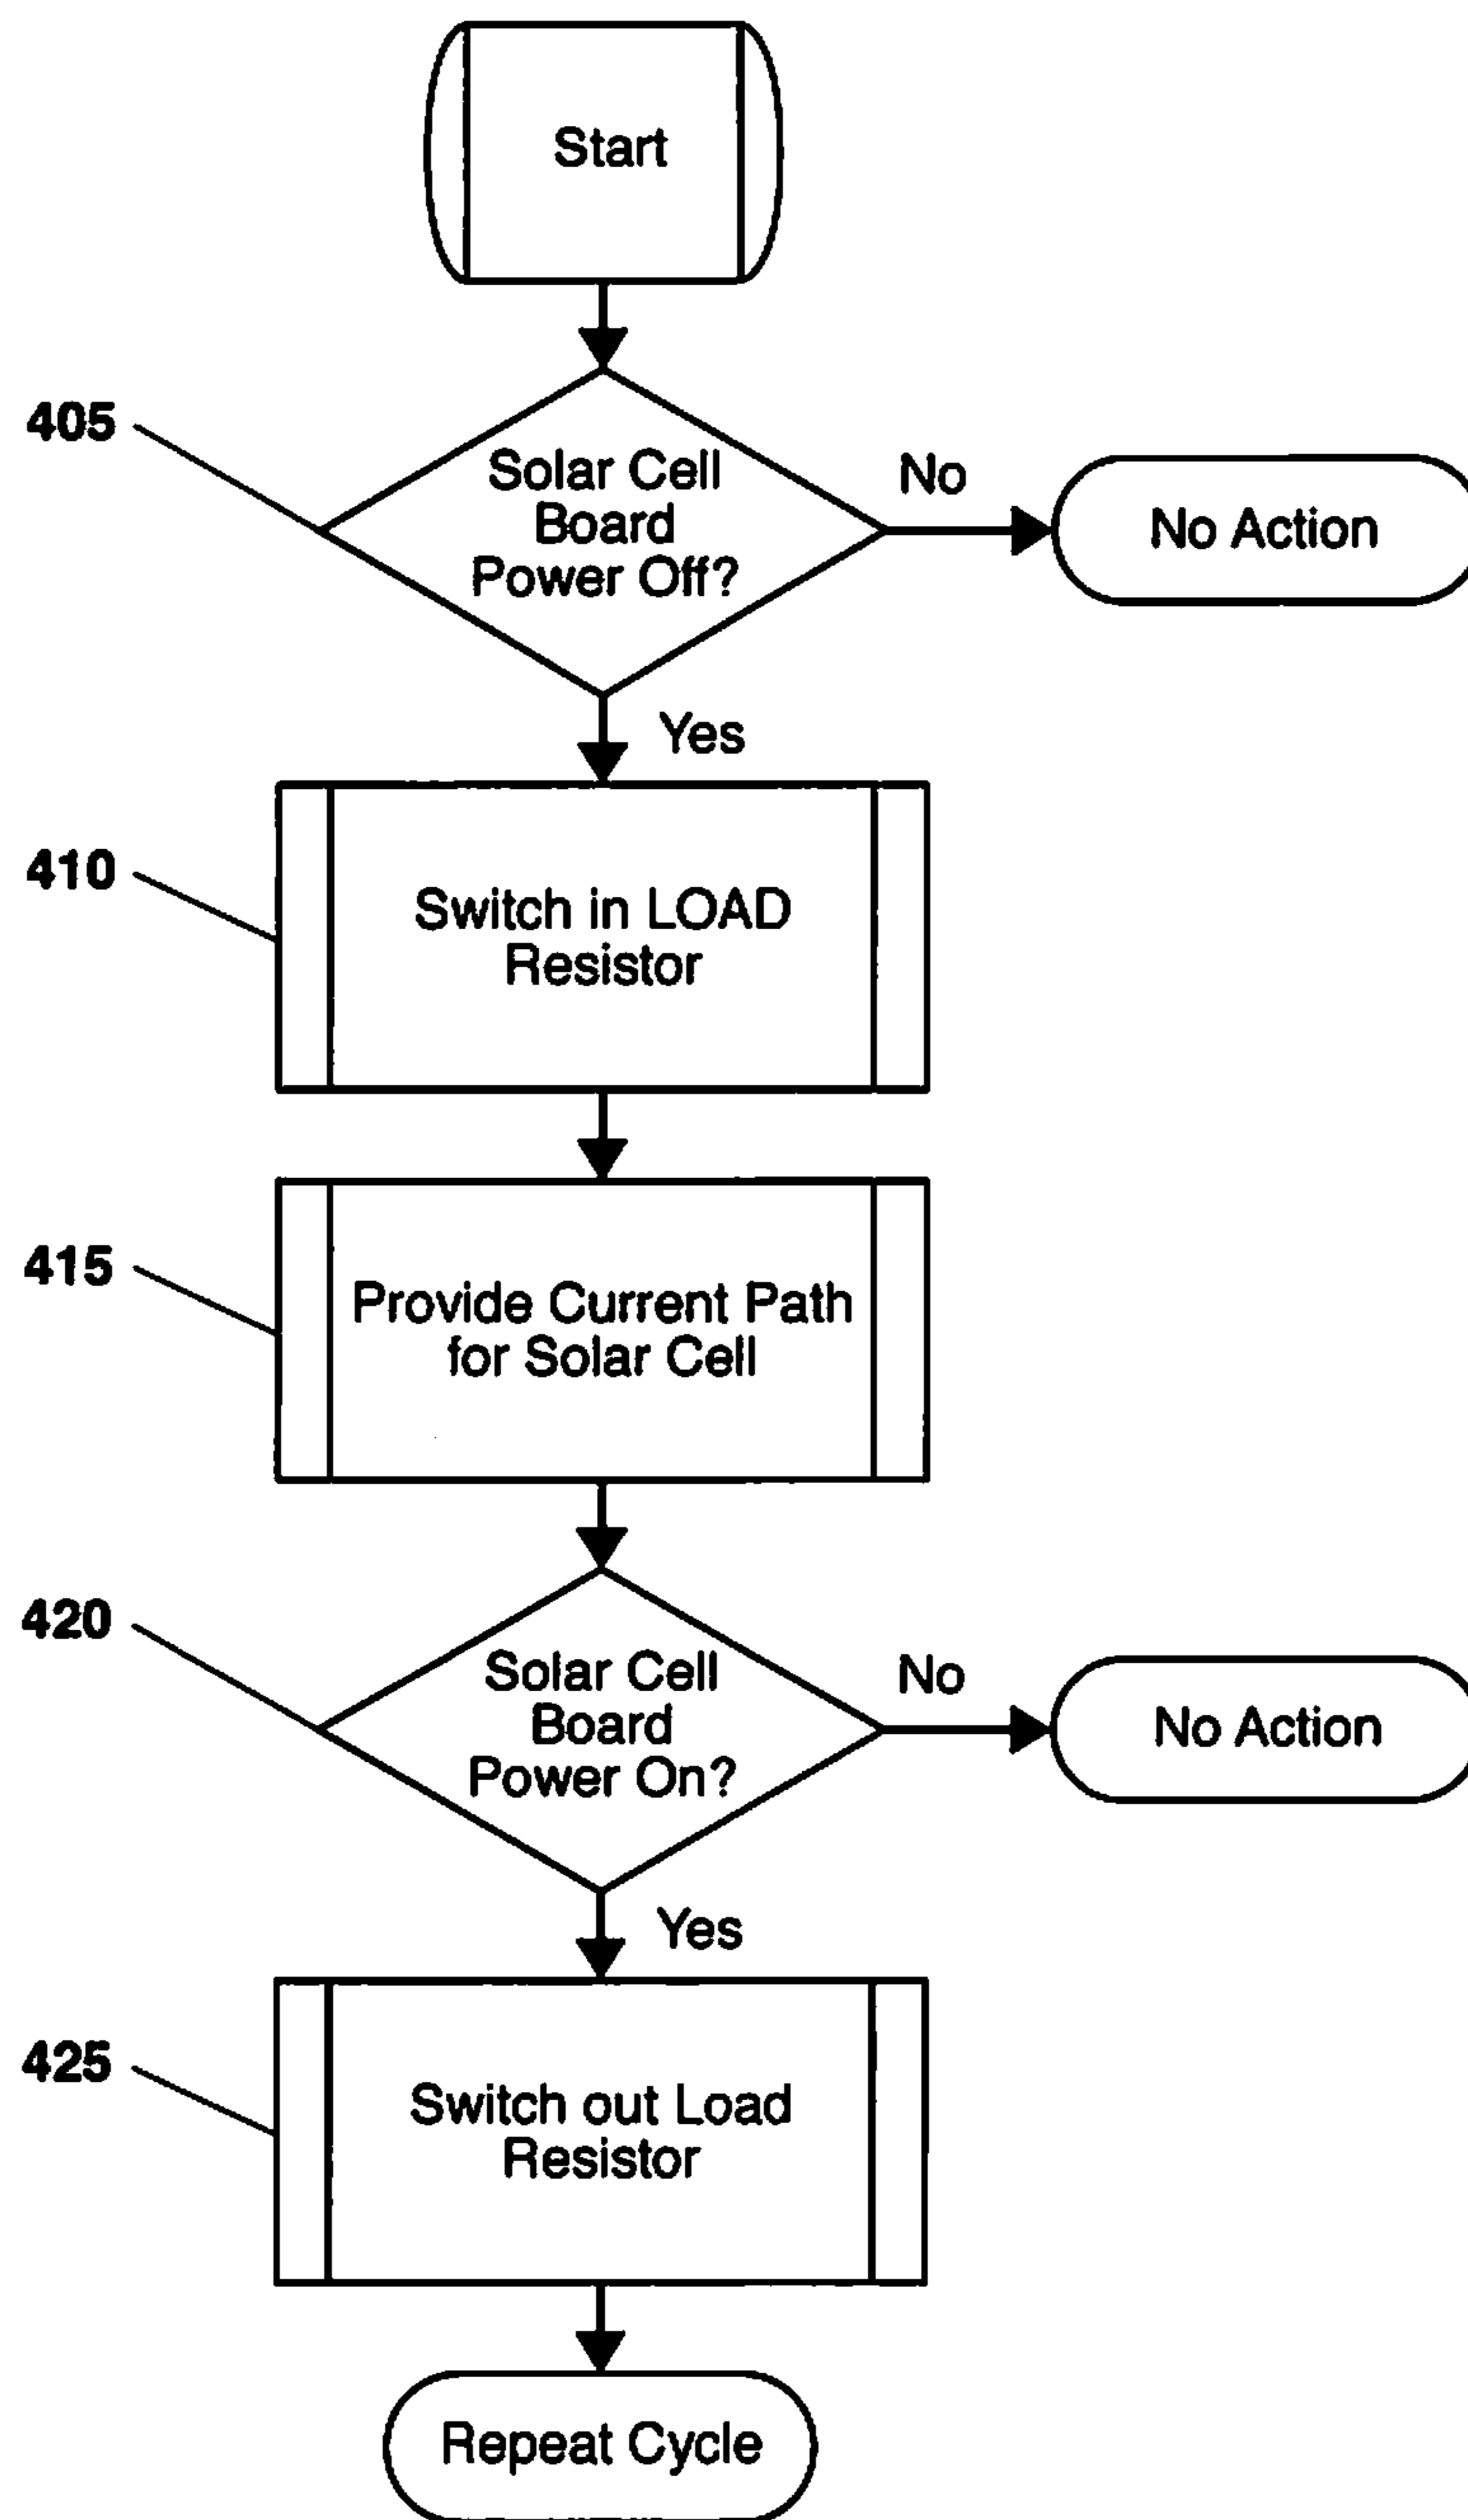 Start
405
Solar Cell
Board
Power Off?
No
No Action
Yes
410
Switch in LOAD
Resistor
415
Provide Current Path
for Solar Cell
420
Solar Cell
Board
Power On?
No
No Action
Yes
425
Switch out Load
Resistor
Repeat Cycle